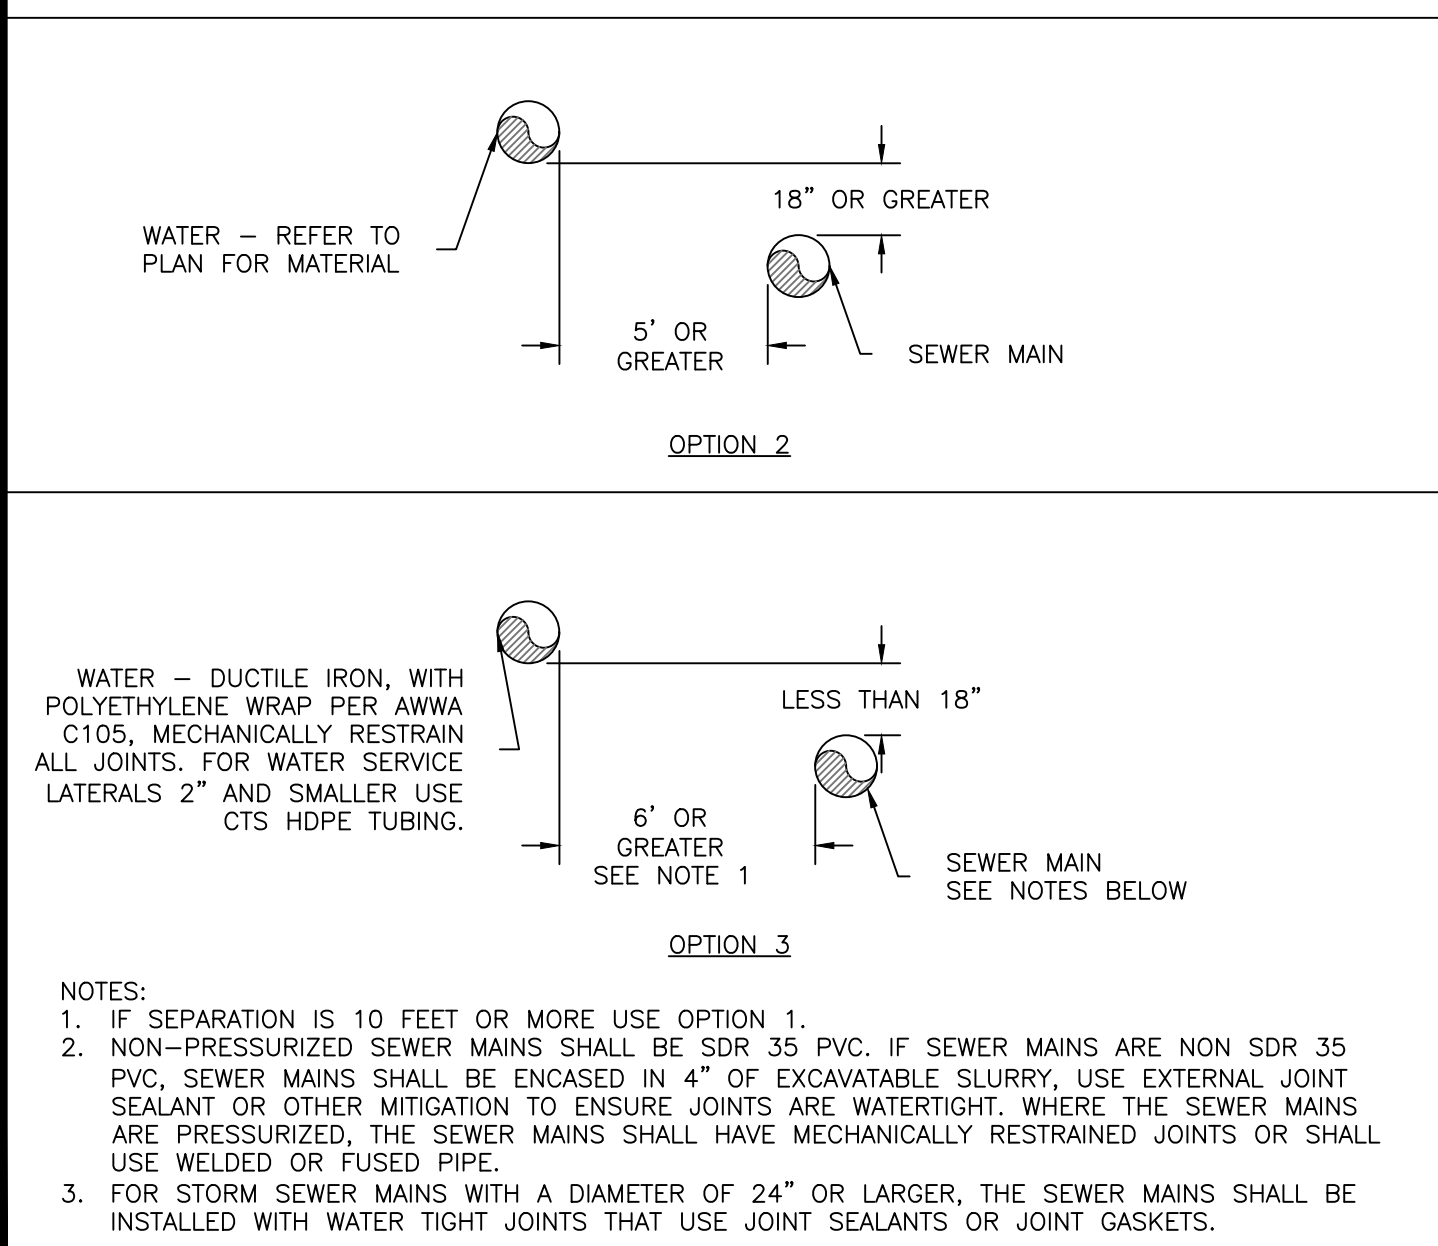 18” OR GREATER
WATER – REFER TO
PLAN FOR MATERIAL
5’ OR
GREATER
SEWER MAIN
OPTION 2
WATER – DUCTILE IRON, WITH
POLYETHYLENE WRAP PER AWWA
C105, MECHANICALLY RESTRAIN
ALL JOINTS. FOR WATER SERVICE
LATERALS 2” AND SMALLER USE
CTS HDPE TUBING.
LESS THAN 18”
6’ OR
GREATER
SEE NOTE 1
SEWER MAIN
SEE NOTES BELOW
OPTION 3
NOTES:
1. IF SEPARATION IS 10 FEET OR MORE USE OPTION 1.
2. NON–PRESSURIZED SEWER MAINS SHALL BE SDR 35 PVC. IF SEWER MAINS ARE NON SDR 35
PVC, SEWER MAINS SHALL BE ENCASED IN 4” OF EXCAVATABLE SLURRY, USE EXTERNAL JOINT
SEALANT OR OTHER MITIGATION TO ENSURE JOINTS ARE WATERTIGHT. WHERE THE SEWER MAINS
ARE PRESSURIZED, THE SEWER MAINS SHALL HAVE MECHANICALLY RESTRAINED JOINTS OR SHALL
USE WELDED OR FUSED PIPE.
3. FOR STORM SEWER MAINS WITH A DIAMETER OF 24” OR LARGER, THE SEWER MAINS SHALL BE
INSTALLED WITH WATER TIGHT JOINTS THAT USE JOINT SEALANTS OR JOINT GASKETS.